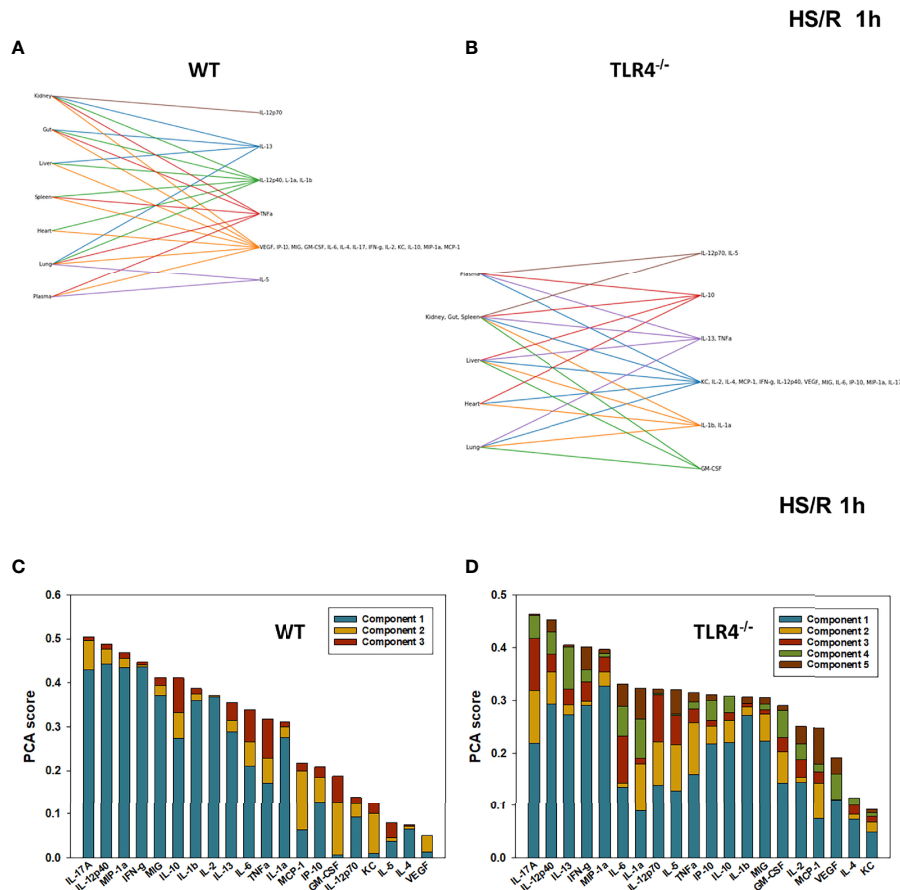 HS/R 1h
A
B
WT
TLR4-/-
Kidney
Gut
Liver
Spleen
Heart
Lung
Plasma
IL-12p70
IL-13
IL-12p40, L-1a, IL-1b
TNFa
VEGF, IP-10, MIG, GM-CSF, IL-6, IL-4, IL-17, IFN-g, IL-2, KC, IL-10, MIP-1a, MCP-1
IL-5
Plasma
Kidney, Gut, Spleen
Liver
Heart
Lung
IL-12p70, IL-5
IL-10
IL-13, TNFa
KC, IL-2, IL-4, MCP-1, IFN-g, IL-12p40, VEGF, MIG, IL-6, IP-10, MIP-1a, IL-17
IL-1b, IL-1a
GM-CSF
HS/R 1h
C
D
WT
Component 1
Component 2
Component 3
PCA score
0.6
0.5
0.4
0.3
0.2
0.1
0.0
IL-17A
IL-12p40
MIP-1a
IFN-g
MIG
IL-10
IL-1b
IL-2
IL-13
IL-6
TNFa
IL-1a
MCP-1
IP-10
GM-CSF
IL-12p70
KC
IL-5
IL-4
VEGF
TLR4-/-
Component 1
Component 2
Component 3
Component 4
Component 5
PCA score
0.5
0.4
0.3
0.2
0.1
0.0
IL-17A
IL-12p40
IL-13
IFN-g
MIP-1a
IL-6
IL-1a
IL-12p70
IL-5
TNFa
IP-10
IL-10
IL-1b
MIG
GM-CSF
IL-2
MCP-1
VEGF
IL-4
KC